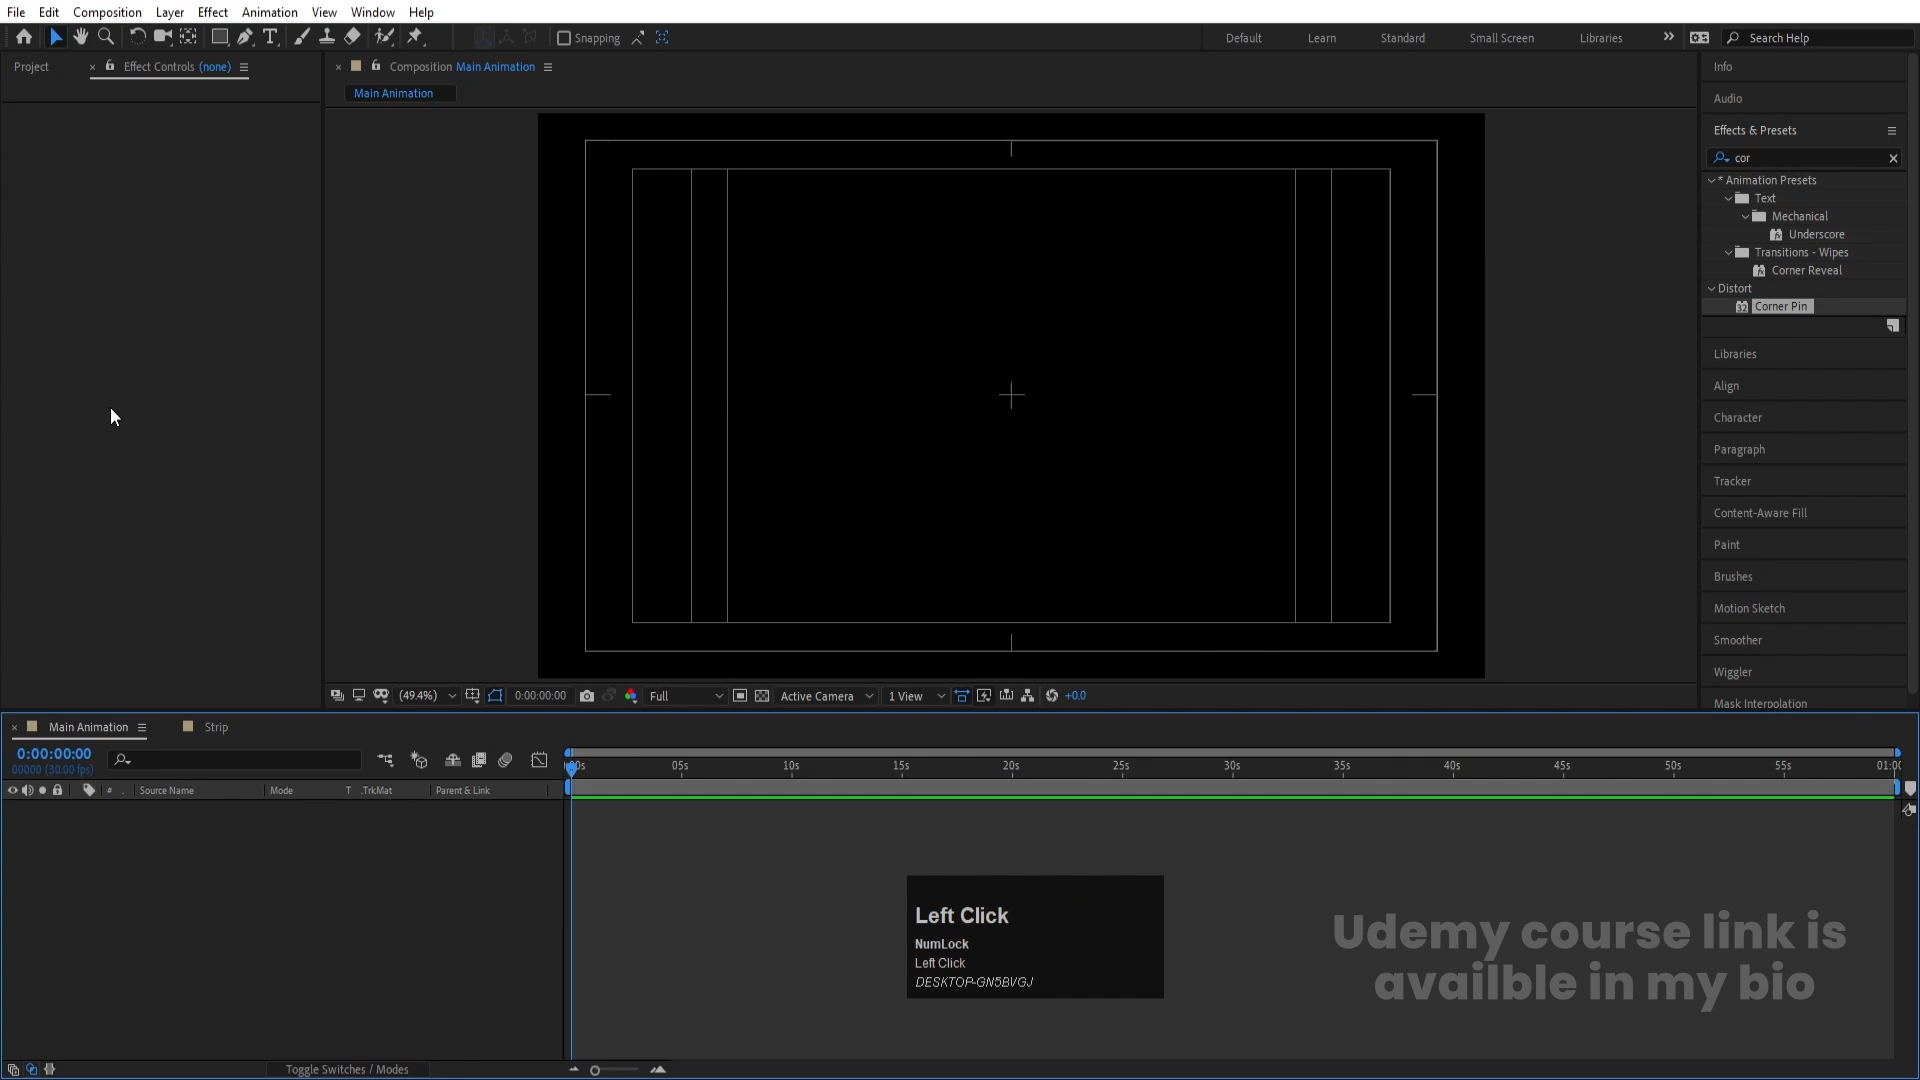 File Edit Composition Layer Effect Animation View Window Help
Snapping Default Learn Standard Small Screen Libraries Search Help
Project
Effect Controls (none)
Composition Main Animation
Main Animation
Info
Audio
Effects & Presets
cor
* Animation Presets
Text
Mechanical
Underscore
Transitions - Wipes
Corner Reveal
Distort
32 Corner Pin
Libraries
Align
Character
Paragraph
Tracker
Content-Aware Fill
Paint
Brushes
Motion Sketch
Smoother
Wiggler
Mask Interpolation
(49.4%) 0:00:00:00 Full Active Camera 1 View +0.0
Main Animation
Strip
0:00:00:00
00000 (30.00 fps)
00s 05s 10s 15s 20s 25s 30s 35s 40s 45s 50s 55s 01:00
# . Source Name Mode T .TrkMat Parent & Link
Left Click
NumLock
Left Click
DESKTOP-GN5BVGJ
Udemy course link is
availble in my bio
Toggle Switches / Modes